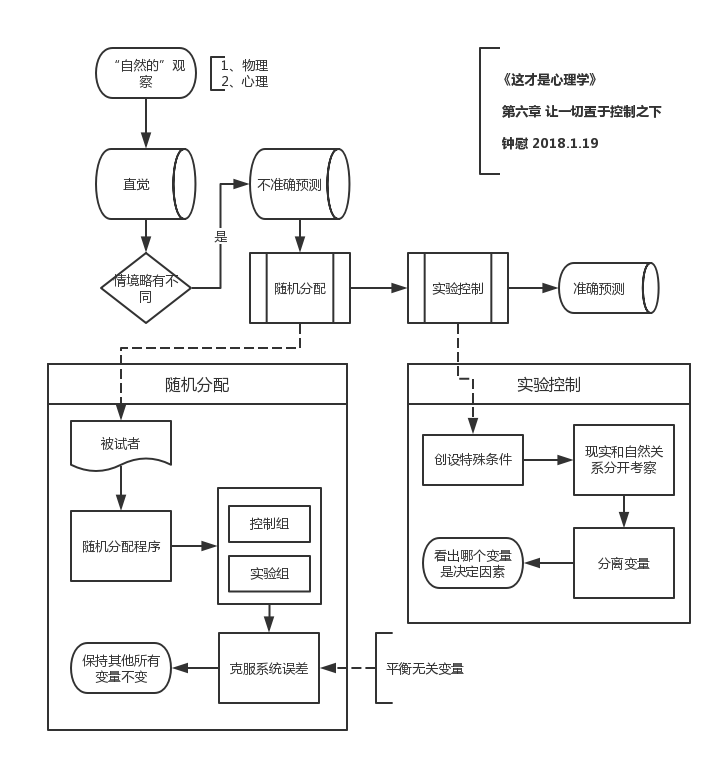 “自然的”观
察
1、物理
2、心理
《这才是心理学》
第六章 让一切置于控制之下
钟慰 2018.1.19
直觉
不准确预测
是
情境略有不
同
随机分配
实验控制
准确预测
随机分配
实验控制
被试者
创设特殊条件
现实和自然关
系分开考察
随机分配程序
控制组
实验组
看出哪个变量
是决定因素
分离变量
保持其他所有
变量不变
克服系统误差
平衡无关变量